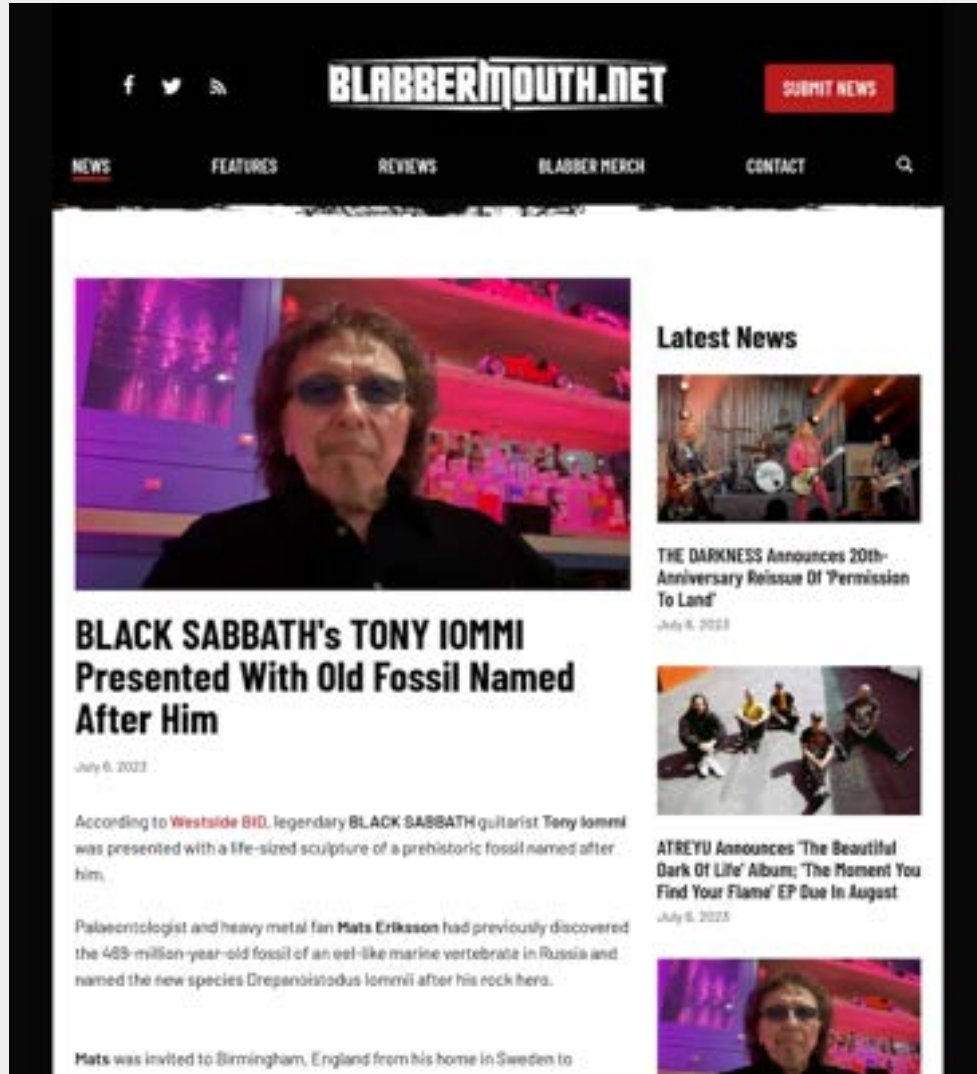 BLABBERMOUTH.NET
SUBMIT NEWS
NEWS
FEATURES
REVIEWS
BLABBER MERCH
CONTACT
BLACK SABBATH's TONY IOMMI
Presented With Old Fossil Named
After Him
July 6, 2023
According to Westside BID, legendary BLACK SABBATH guitarist Tony Iommi
was presented with a life-sized sculpture of a prehistoric fossil named after
him.
Palaeontologist and heavy metal fan Mats Eriksson had previously discovered
the 469-million-year-old fossil of an eel-like marine vertebrate in Russia and
named the new species Drepanoistodus Iommii after his rock hero.
Mats was invited to Birmingham, England from his home in Sweden to
Latest News
THE DARKNESS Announces 20th-
Anniversary Reissue Of 'Permission
To Land'
July 6, 2023
ATREYU Announces 'The Beautiful
Dark Of Life' Album; 'The Moment You
Find Your Flame' EP Due In August
July 6, 2023